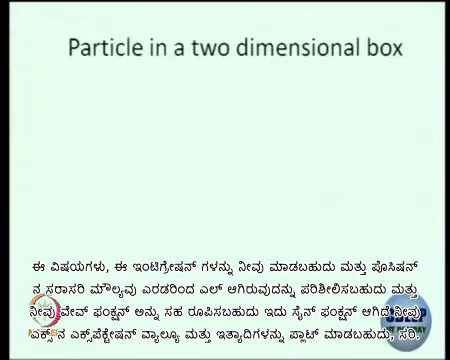 Particle in a two dimensional box
ಈ ವಿಷಯಗಳು, ಈ ಇಂಟಿಗ್ರೇಷನ್ ಗಳನ್ನು ನೀವು ಮಾಡಬಹುದು ಮತ್ತು ಪೊಸಿಷನ್
ನ ಸರಾಸರಿ ಮೌಲ್ಯವು ಎರಡರಿಂದ ಎಲ್ ಆಗಿರುವುದನ್ನು ಪರಿಶೀಲಿಸಬಹುದು ಮತ್ತು
ನೀವು ವೇವ್ ಫಂಕ್ಷನ್ ಅನ್ನು ಸಹ ರೂಪಿಸಬಹುದು ಇದು ಸೈನ್ ಫಂಕ್ಷನ್ ಆಗಿದೆ ನೀವು
ಎಕ್ಸ್ ನ ಎಕ್ಸ್‌ಪೆಕ್ಟೇಷನ್ ವ್ಯಾಲ್ಯೂ ಮತ್ತು ಇತ್ಯಾದಿಗಳನ್ನು ಪ್ಲಾಟ್ ಮಾಡಬಹುದು, ಸರಿ.